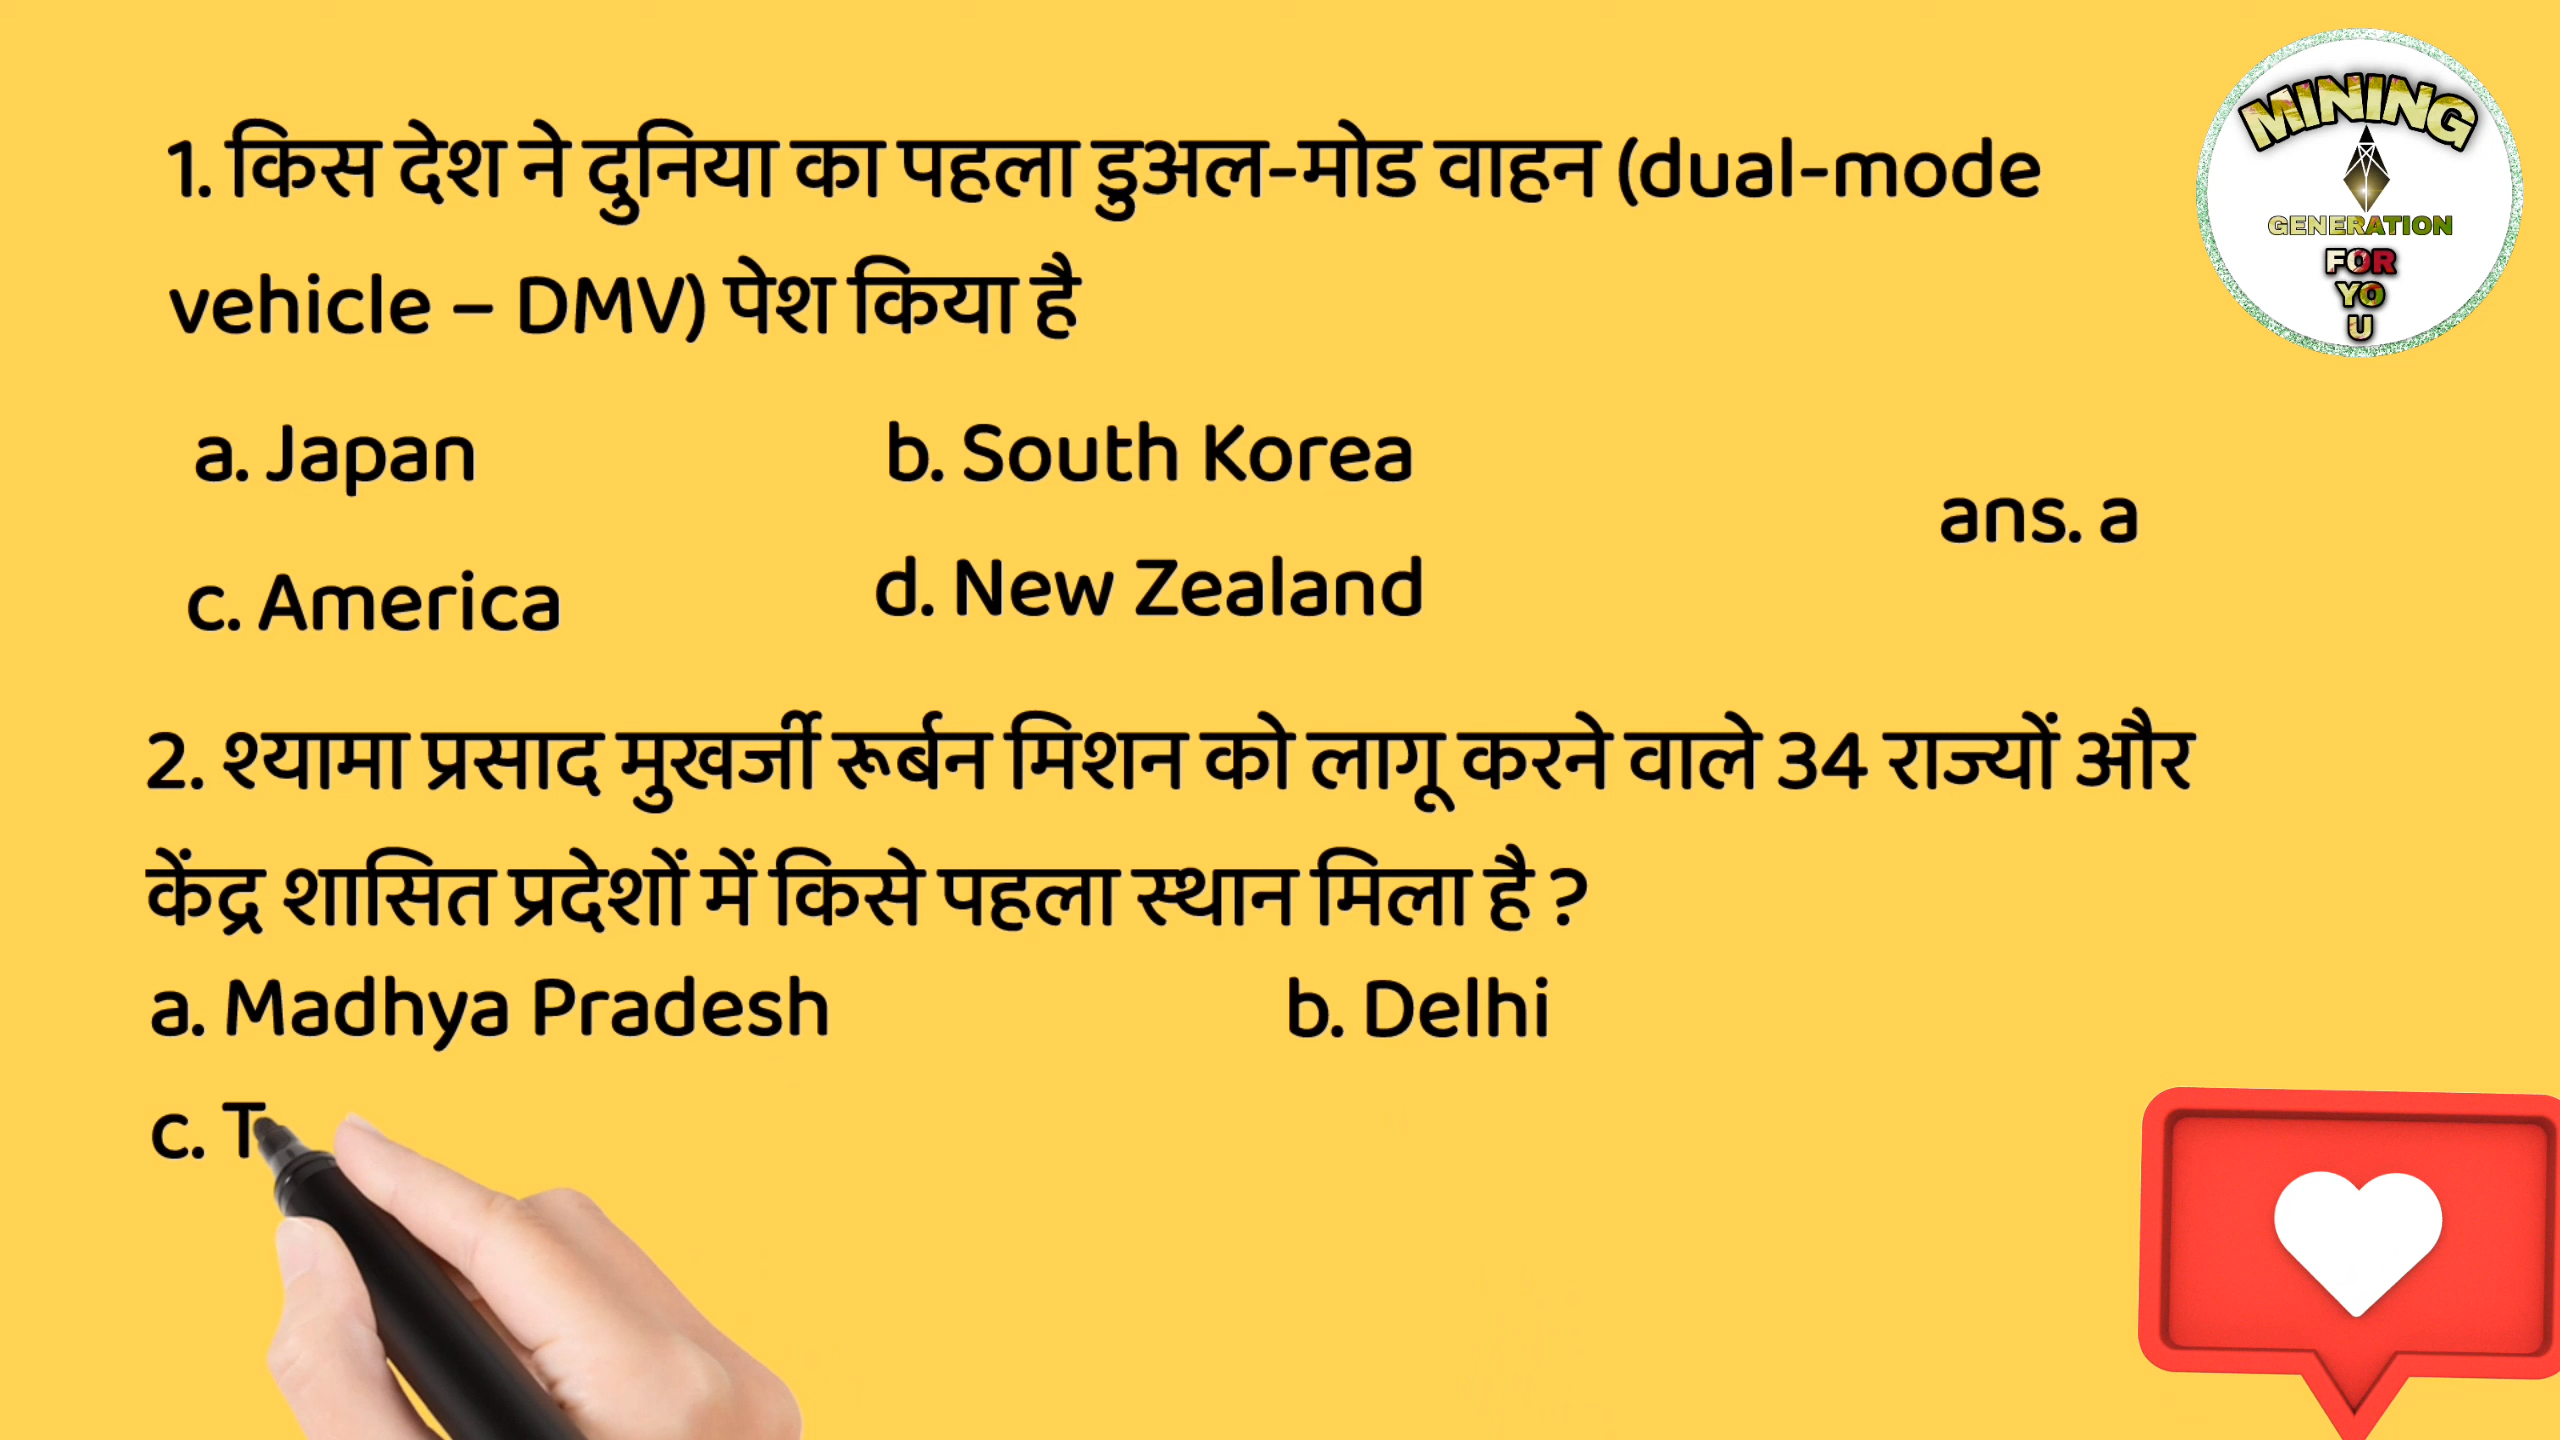 1. किस देश ने दुनिया का पहला डुअल-मोड वाहन (dual-mode
vehicle – DMV) पेश किया है
a. Japan
b. South Korea
c. America
d. New Zealand
ans. a
2. श्यामा प्रसाद मुखर्जी रूर्बन मिशन को लागू करने वाले 34 राज्यों और
केंद्र शासित प्रदेशों में किसे पहला स्थान मिला है ?
a. Madhya Pradesh
b. Delhi
c. T
MINING
GENERATION
FOR
YO
U